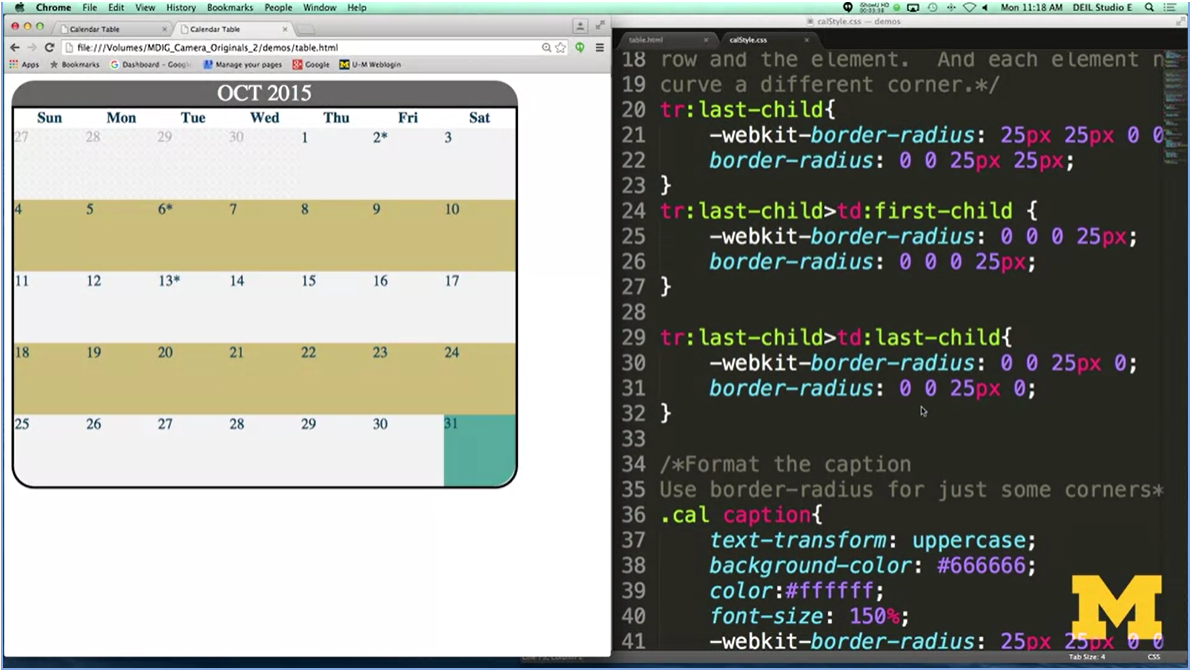 Chrome File Edit View History Bookmarks People Window Help
Mon 11:18 AM DEIL Studio E
Calendar Table
Calendar Table
file:///Volumes/MDIG_Camera_Originals_2/demos/table.html
Apps Bookmarks Dashboard - Google Manage your pages Google U-M Weblogin
OCT 2015
Sun Mon Tue Wed Thu Fri Sat
27 28 29 30 1 2* 3
4 5 6* 7 8 9 10
11 12 13* 14 15 16 17
18 19 20 21 22 23 24
25 26 27 28 29 30 31
calStyle.css — demos
table.html calStyle.css
18 row and the element.  And each element n
19 curve a different corner.*/
20 tr:last-child{
21 -webkit-border-radius: 25px 25px 0 0
22 border-radius: 0 0 25px 25px;
23 }
24 tr:last-child>td:first-child {
25 -webkit-border-radius: 0 0 0 25px;
26 border-radius: 0 0 0 25px;
27 }
28
29 tr:last-child>td:last-child{
30 -webkit-border-radius: 0 0 25px 0;
31 border-radius: 0 0 25px 0;
32 }
33
34 /*Format the caption
35 Use border-radius for just some corners*
36 .cal caption{
37 text-transform: uppercase;
38 background-color: #666666;
39 color:#ffffff;
40 font-size: 150%;
41 -webkit-border-radius: 25px 25px 0 0
M
Tab Size: 4 CSS